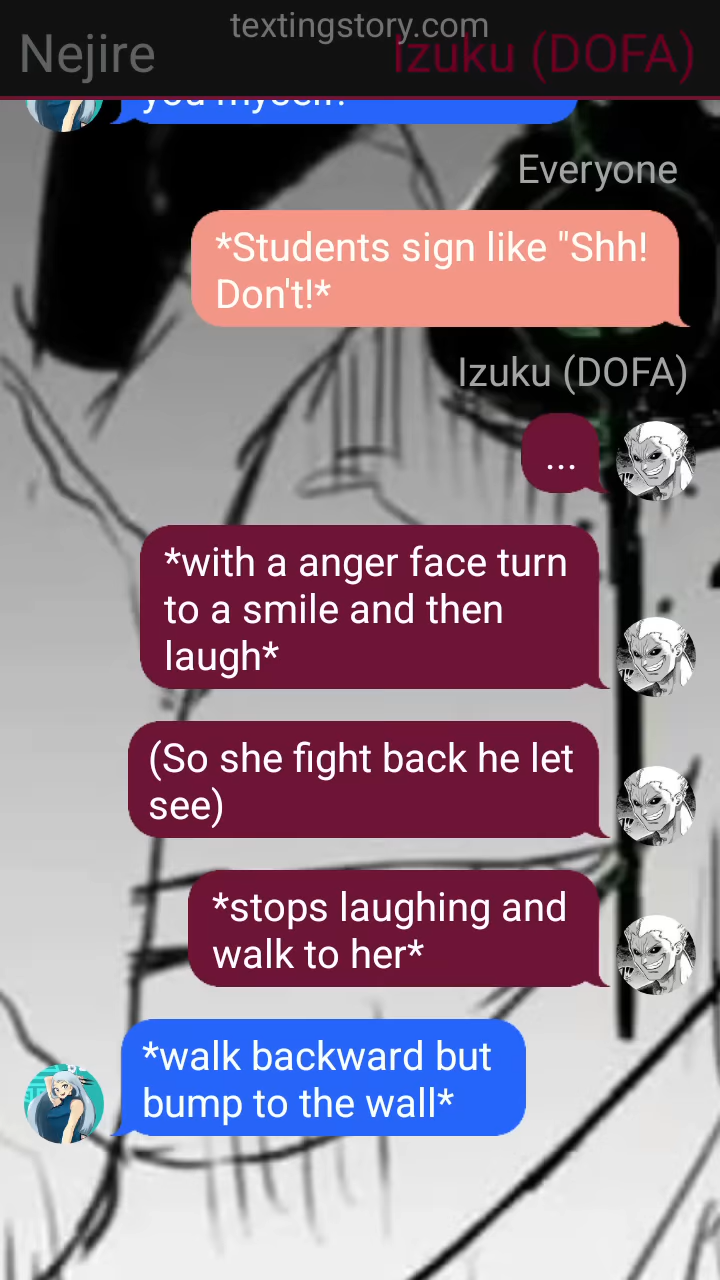 textingstory.com
Nejire
Izuku (DOFA)
you myself!
Everyone
*Students sign like "Shh!
Don't!*
Izuku (DOFA)
...
*with a anger face turn
to a smile and then
laugh*
(So she fight back he let
see)
*stops laughing and
walk to her*
*walk backward but
bump to the wall*